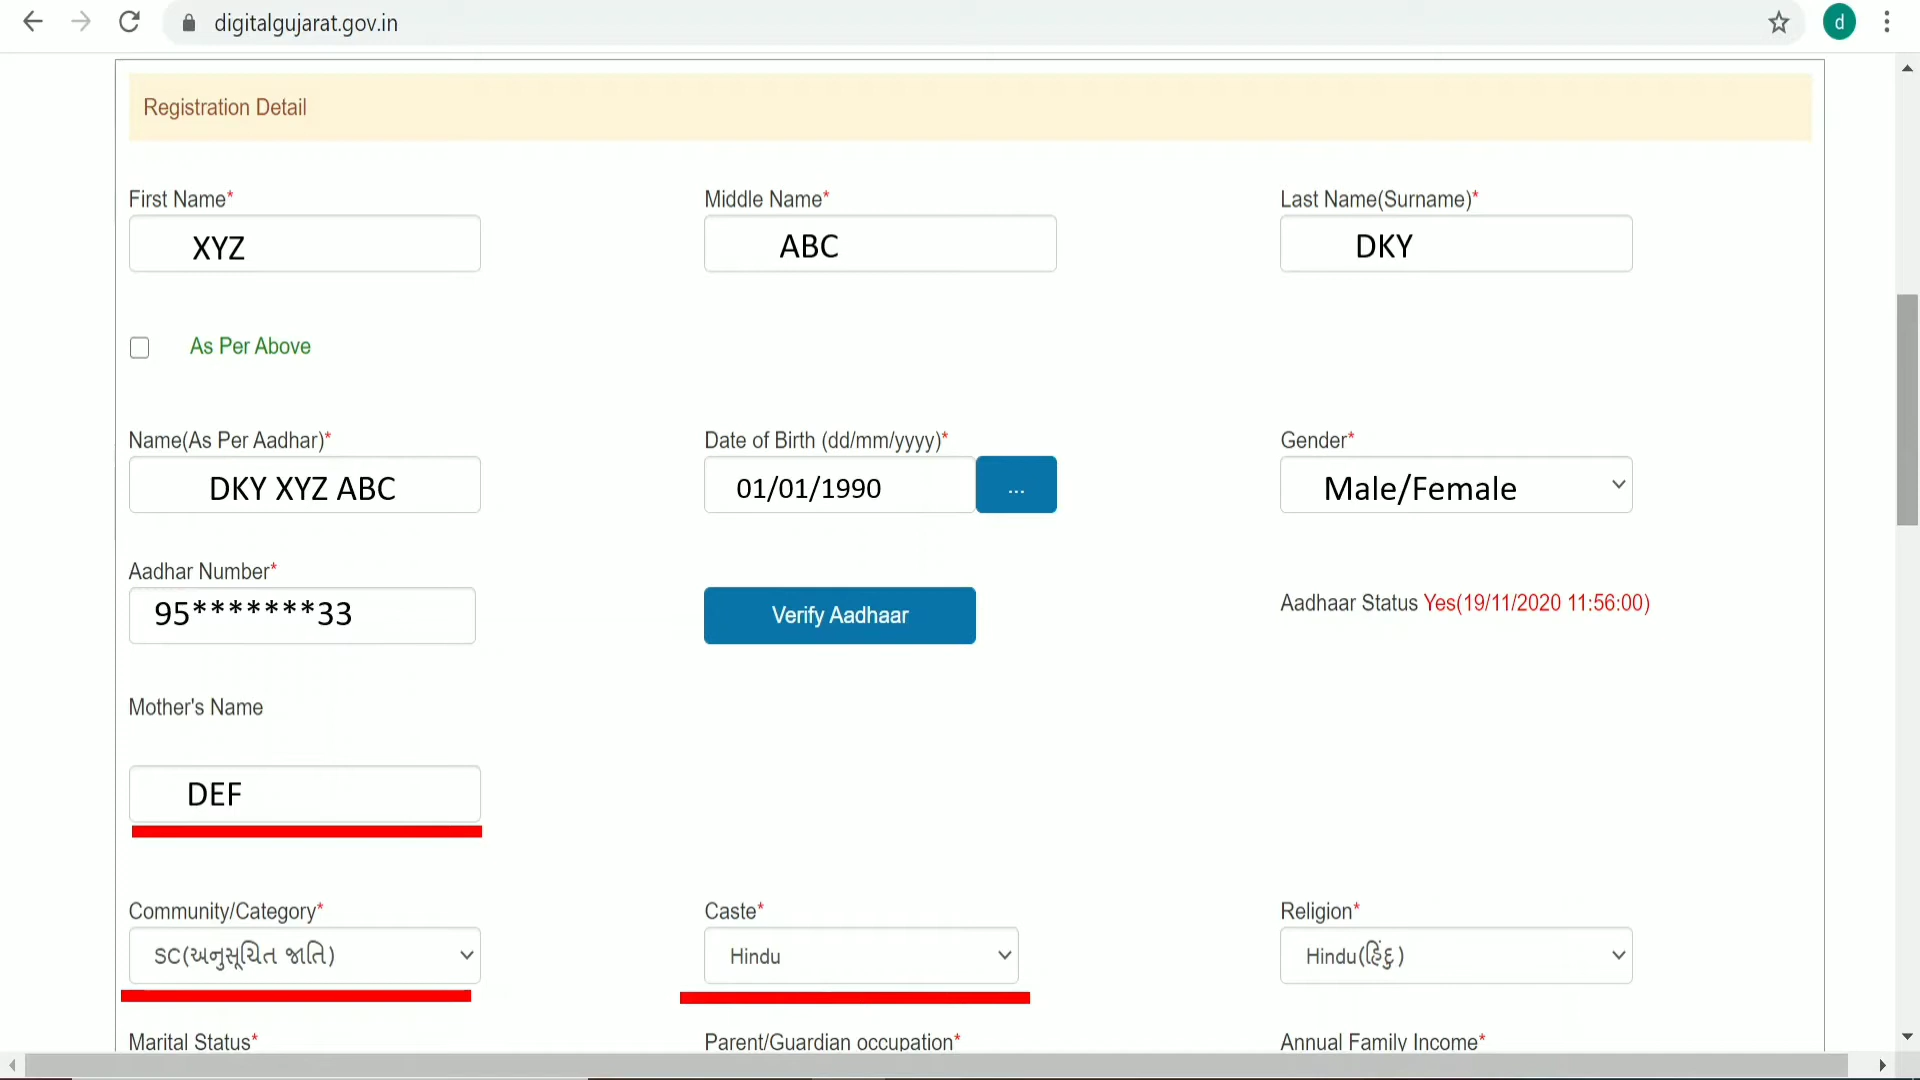 digitalgujarat.gov.in
d
Registration Detail
First Name* Middle Name* Last Name(Surname)*
XYZ ABC DKY
As Per Above
Name(As Per Aadhar)* Date of Birth (dd/mm/yyyy)* Gender*
DKY XYZ ABC 01/01/1990 ... Male/Female
Aadhar Number*
95*******33 Verify Aadhaar Aadhaar Status Yes(19/11/2020 11:56:00)
Mother's Name
DEF
Community/Category* Caste* Religion*
SC(અનુસૂચિત જાતિ) Hindu Hindu(હિંદુ)
Marital Status* Parent/Guardian occupation* Annual Family Income*